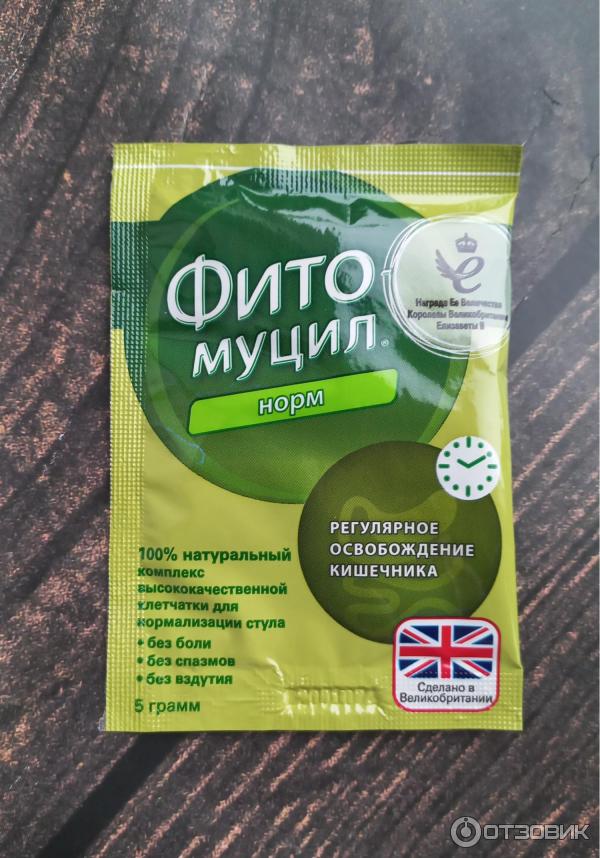 Фито
муцил®
норм
e
Награда Ее Величества
Королевы Великобритании
Елизаветы II
РЕГУЛЯРНОЕ
ОСВОБОЖДЕНИЕ
КИШЕЧНИКА
100% натуральный
комплекс
высококачественной
клетчатки для
нормализации стула
• без боли
• без спазмов
• без вздутия
5 грамм
Сделано в
Великобритании
ОТЗОВИК